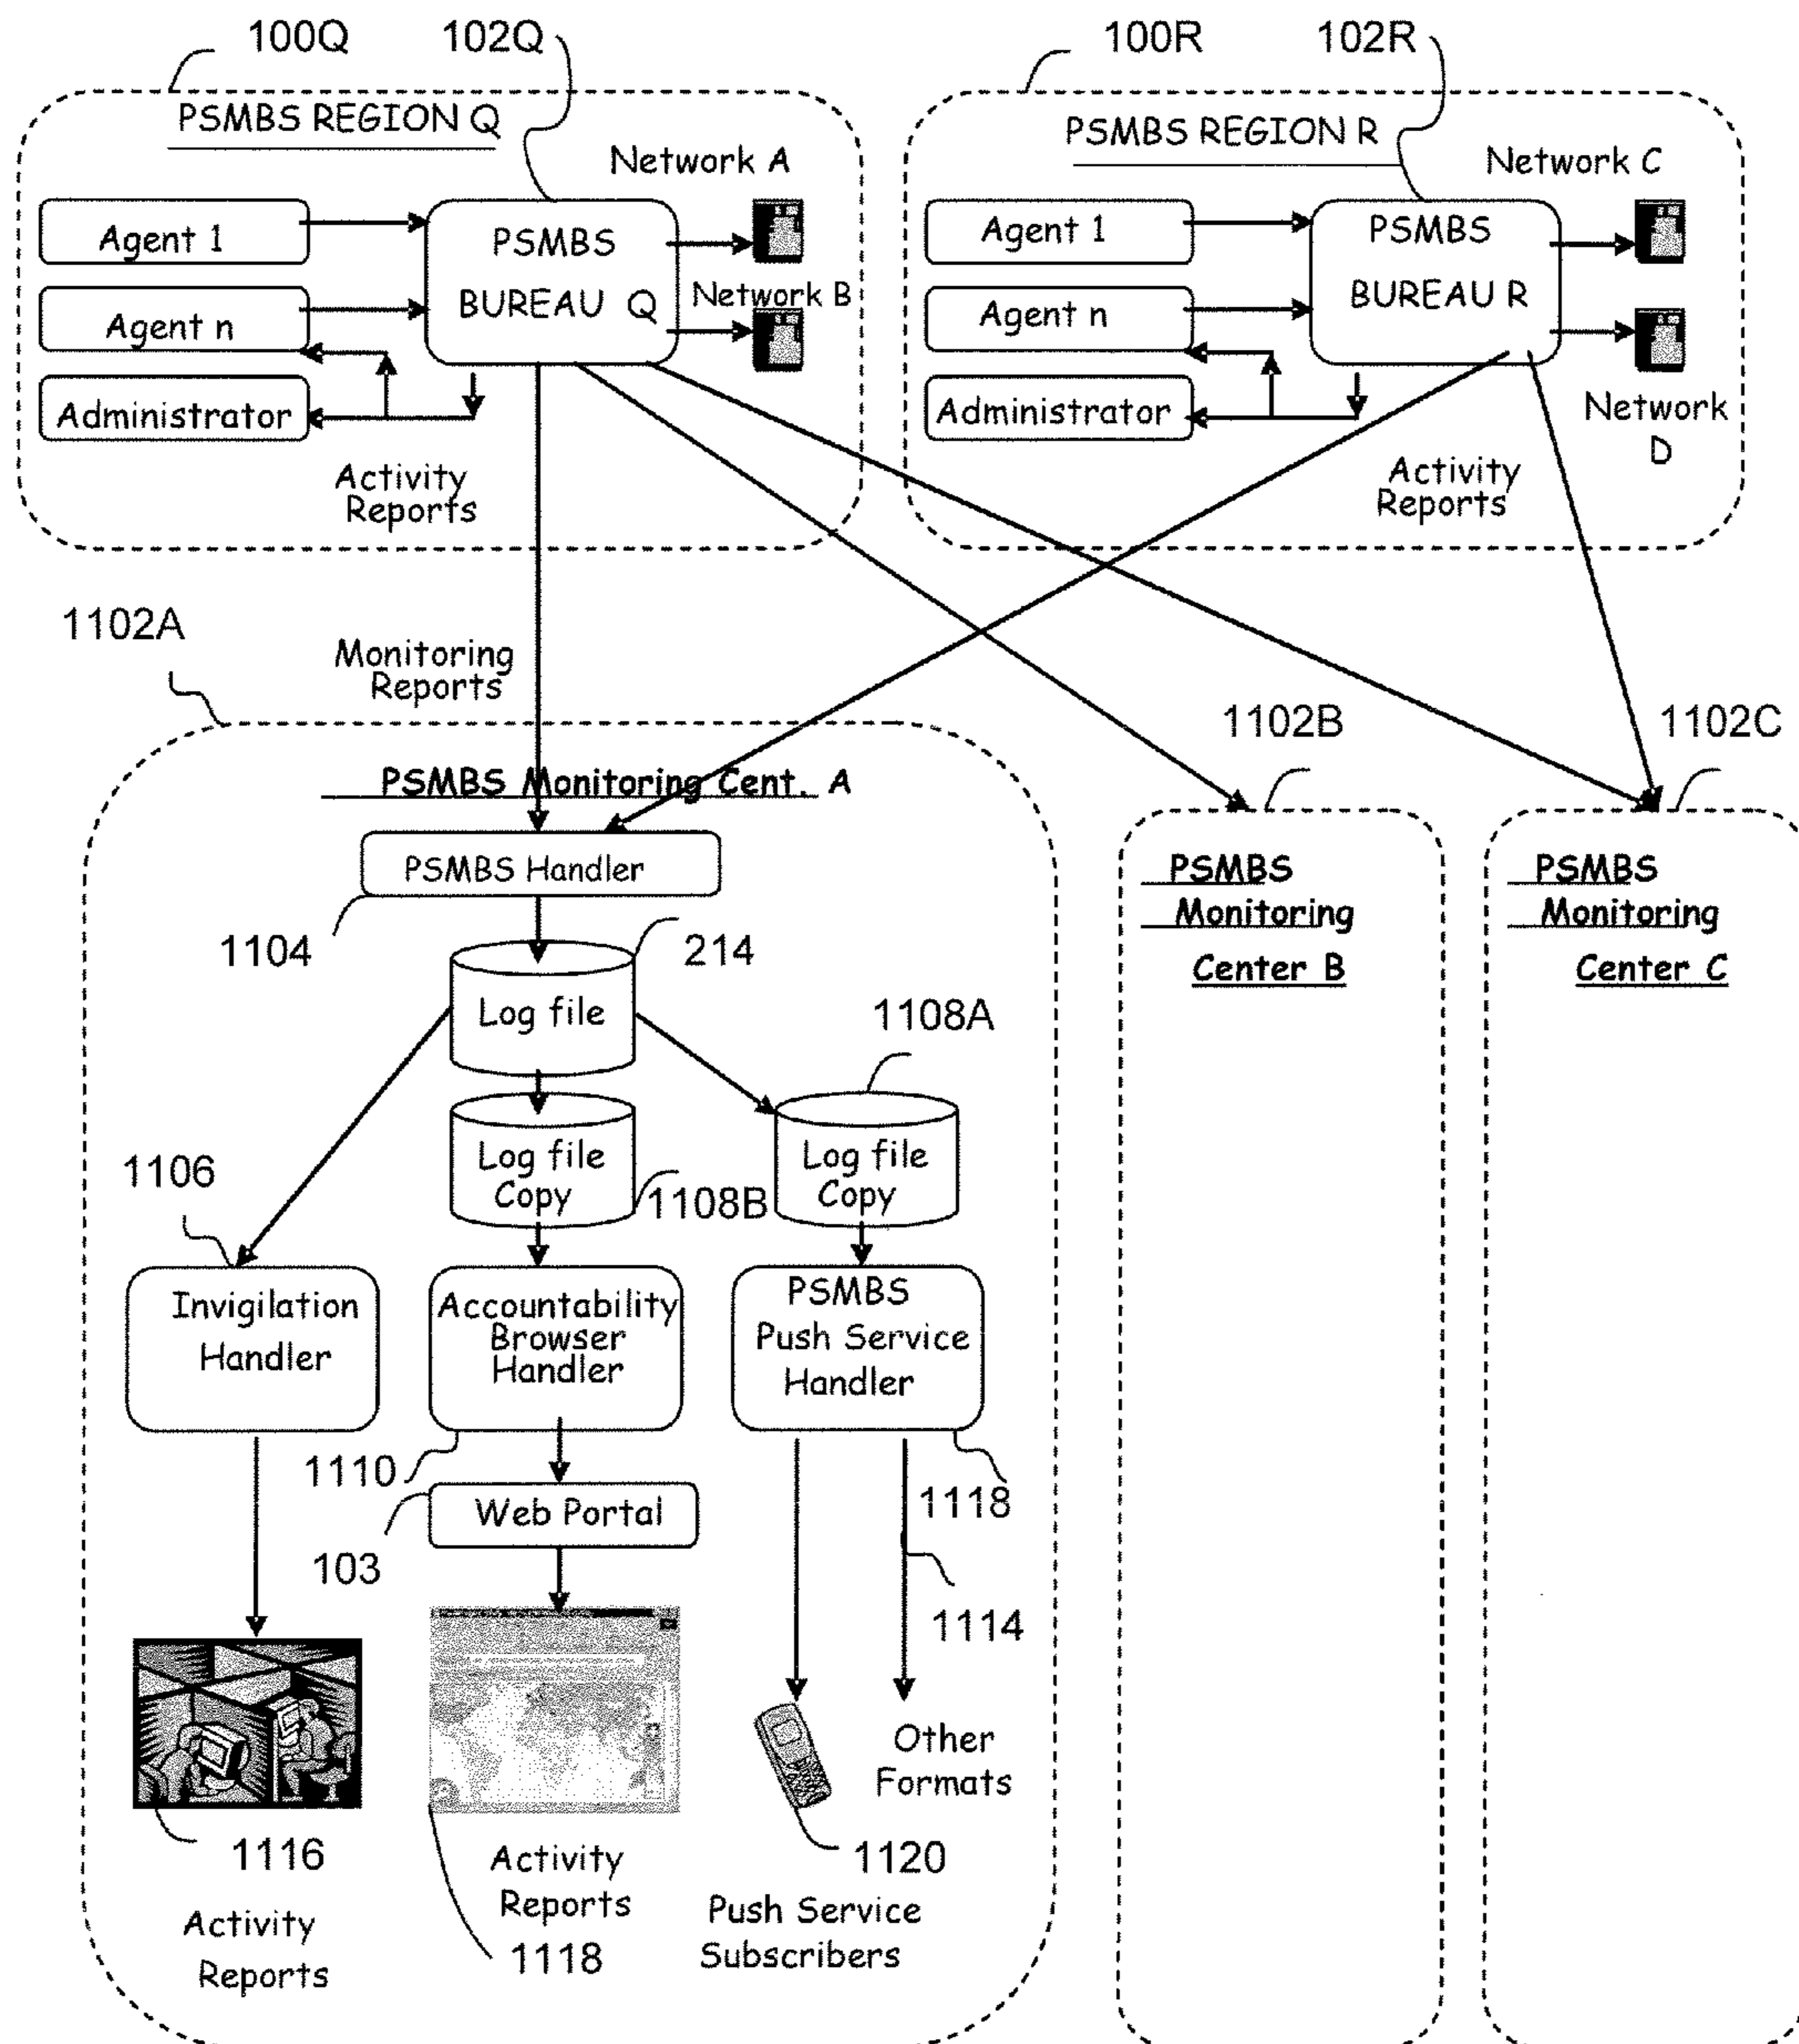 100Q
102Q
100R
102R
PSMBS REGION Q
PSMBS REGION R
Network A
Network C
Agent 1
PSMBS
BUREAU Q
Agent 1
PSMBS
BUREAU R
Network B
Agent n
Agent n
Administrator
Administrator
Network
D
Activity
Reports
Activity
Reports
1102A
Monitoring
Reports
1102B
1102C
PSMBS Monitoring Cent. A
PSMBS Handler
PSMBS
Monitoring
Center B
PSMBS
Monitoring
Center C
1104
214
Log file
1108A
Log file
Copy
1108B
Log file
Copy
1106
Invigilation
Handler
Accountability
Browser
Handler
PSMBS
Push Service
Handler
1110
1118
Web Portal
103
1114
Other
Formats
1116
Activity
Reports
1120
Activity
Reports
1118
Push Service
Subscribers